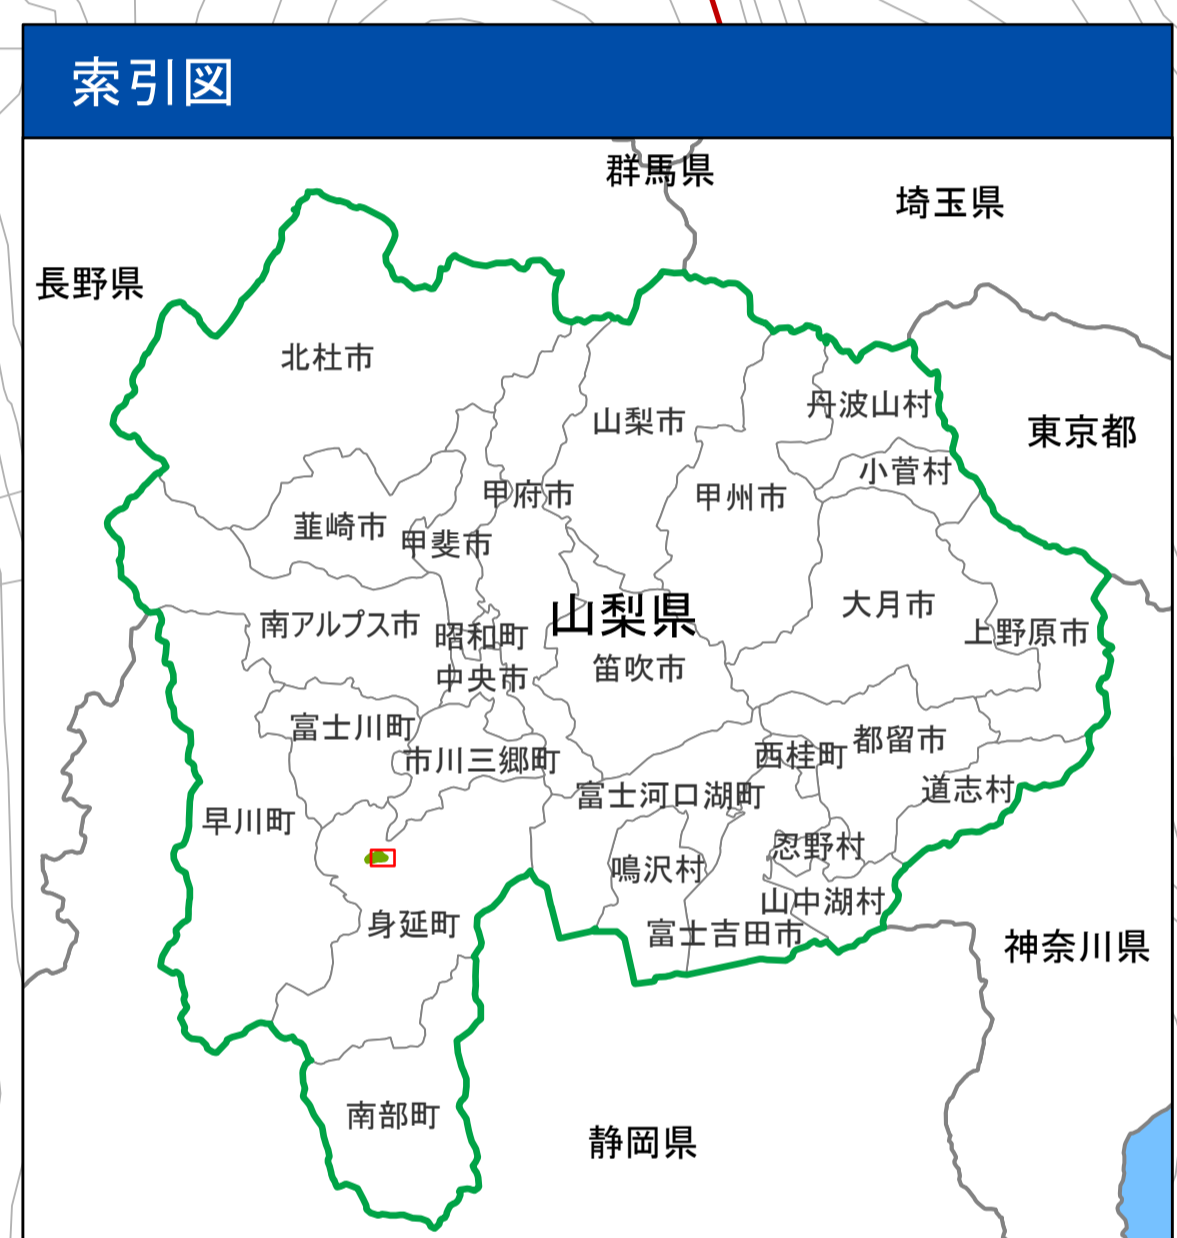 索引図
群馬県
埼玉県
長野県
北杜市
丹波山村
山梨市
東京都
小菅村
甲府市
甲州市
韮崎市
甲斐市
大月市
山梨県
南アルプス市
昭和町
上野原市
笛吹市
中央市
富士川町
都留市
西桂町
市川三郷町
道志村
富士河口湖町
早川町
忍野村
鳴沢村
山中湖村
身延町
富士吉田市
神奈川県
南部町
静岡県